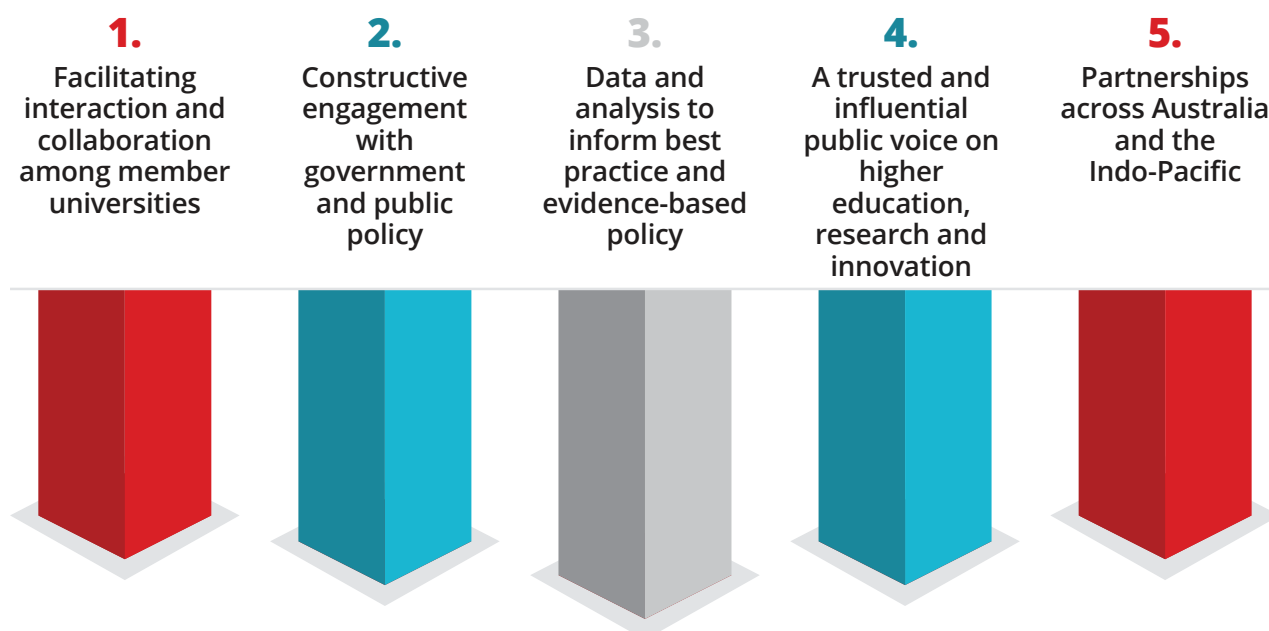 1.
Facilitating
interaction and
collaboration
among member
universities
2.
Constructive
engagement
with
government
and public
policy
3.
Data and
analysis to
inform best
practice and
evidence-based
policy
4.
A trusted and
influential
public voice on
higher
education,
research and
innovation
5.
Partnerships
across Australia
and the
Indo-Pacific